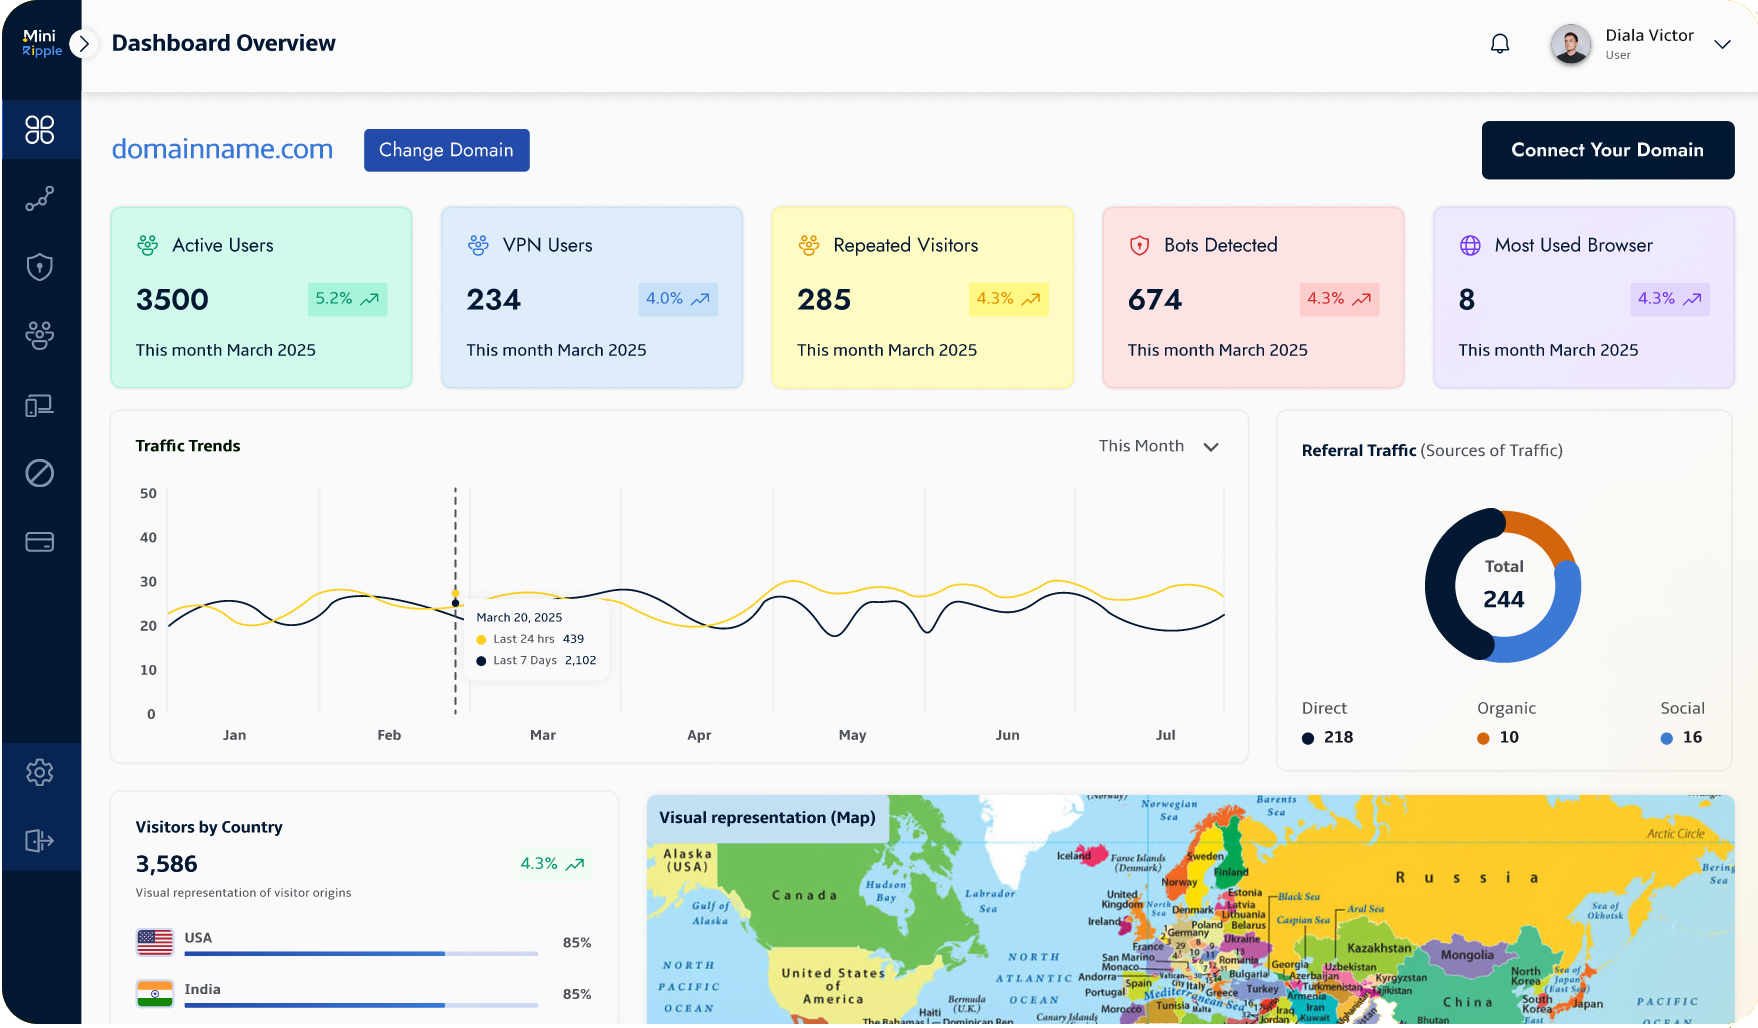 Mini
Ripple
Dashboard Overview
Diala Victor
User
domainname.com
Change Domain
Connect Your Domain
Active Users
3500
5.2%
This month March 2025
VPN Users
234
4.0%
This month March 2025
Repeated Visitors
285
4.3%
This month March 2025
Bots Detected
674
4.3%
This month March 2025
Most Used Browser
8
4.3%
This month March 2025
Traffic Trends
This Month
50
40
30
20
10
0
March 20, 2025
Last 24 hrs 439
Last 7 Days 2,102
Jan Feb Mar Apr May Jun Jul
Referral Traffic (Sources of Traffic)
Total
244
Direct
218
Organic
10
Social
16
Visitors by Country
3,586
4.3%
Visual representation of visitor origins
USA
85%
India
85%
Visual representation (Map)
(Norway)
Norwegian
Sea
Barents
Sea
Arctic Circle
Alaska
(USA)
Canada
Hudson
Bay
Labrador
Sea
Gulf of
Alaska
Iceland
Faroe Islands
(Denmark)
Sweden
Finland
Norway
Russia
Bering
Sea
Sea of
Okhotsk
United
Kingdom
North
Sea
Estonia
Latvia
Lithuania
Denmark
Ireland
Poland
Belarus
Germany
Ukraine
Black Sea
Caspian Sea
Aral Sea
France
San Marino
Monaco
Andorra
Portugal
Spain
Vatican
City
Italy
Romania
Bulgaria
Greece
Turkey
Georgia
Azerbaijan
Armenia
Kazakhstan
Uzbekistan
Turkmenistan
Kyrgyzstan
Tajikistan
Mongolia
North
Korea
South
Korea
Sea of
Japan
(East Sea)
Japan
China
NORTH
PACIFIC
OCEAN
United States
of
America
NORTH
ATLANTIC
OCEAN
Bermuda
(U.K.)
Canary Islands
Mediterranean Sea
Morocco
Tunisia
Malta
Iraq
Iran
Jordan
Kuwait
Afghanistan
Bhutan
East
PACIFIC
OCEAN
Haiti
The Bahamas
Dominican Rep.